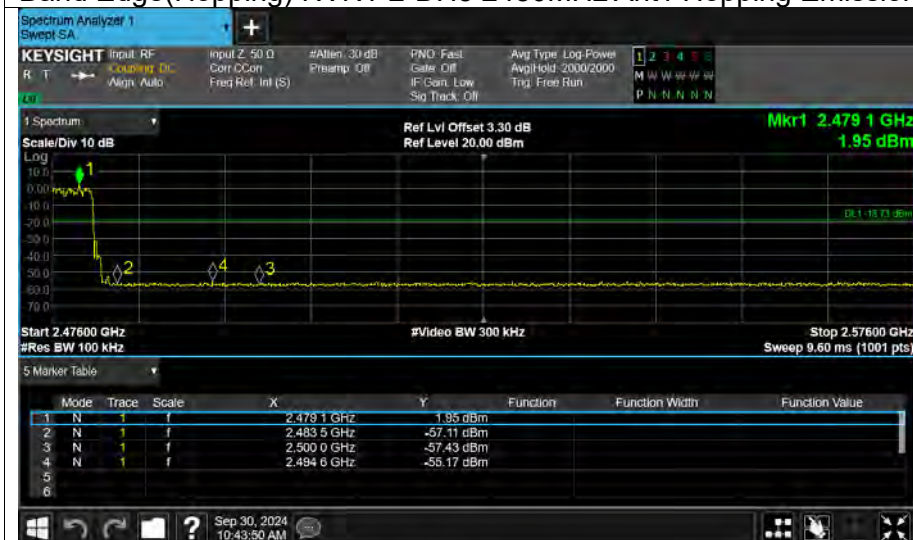 Spectrum Analyzer 1
Swept SA
+
KEYSIGHT Input: RF Input Z: 50 Ω #Atten: 30 dB PNO: Fast Avg Type: Log-Power 1 2 3 4 5 6
R T Coupling: DC Corr CCorr Preamp: Off Gate: Off Avg|Hold: 2000/2000 M W W W W W
Align: Auto Freq Ref: Int (S) IF Gain: Low Trig: Free Run
Sig Track: Off P N N N N N
1 Spectrum
Ref Lvl Offset 3.30 dB Mkr1 2.479 1 GHz
Scale/Div 10 dB Ref Level 20.00 dBm 1.95 dBm
Log
10.0
0.00
-10.0
-20.0
-30.0
-40.0
-50.0
-60.0
-70.0
1
2
4
3
DL1 -18.73 dBm
Start 2.47600 GHz #Video BW 300 kHz Stop 2.57600 GHz
#Res BW 100 kHz Sweep 9.60 ms (1001 pts)
5 Marker Table
Mode Trace Scale X Y Function Function Width Function Value
1 N 1 f 2.479 1 GHz 1.95 dBm
2 N 1 f 2.483 5 GHz -57.11 dBm
3 N 1 f 2.500 0 GHz -57.43 dBm
4 N 1 f 2.494 6 GHz -55.17 dBm
5
6
? Sep 30, 2024
10:43:50 AM